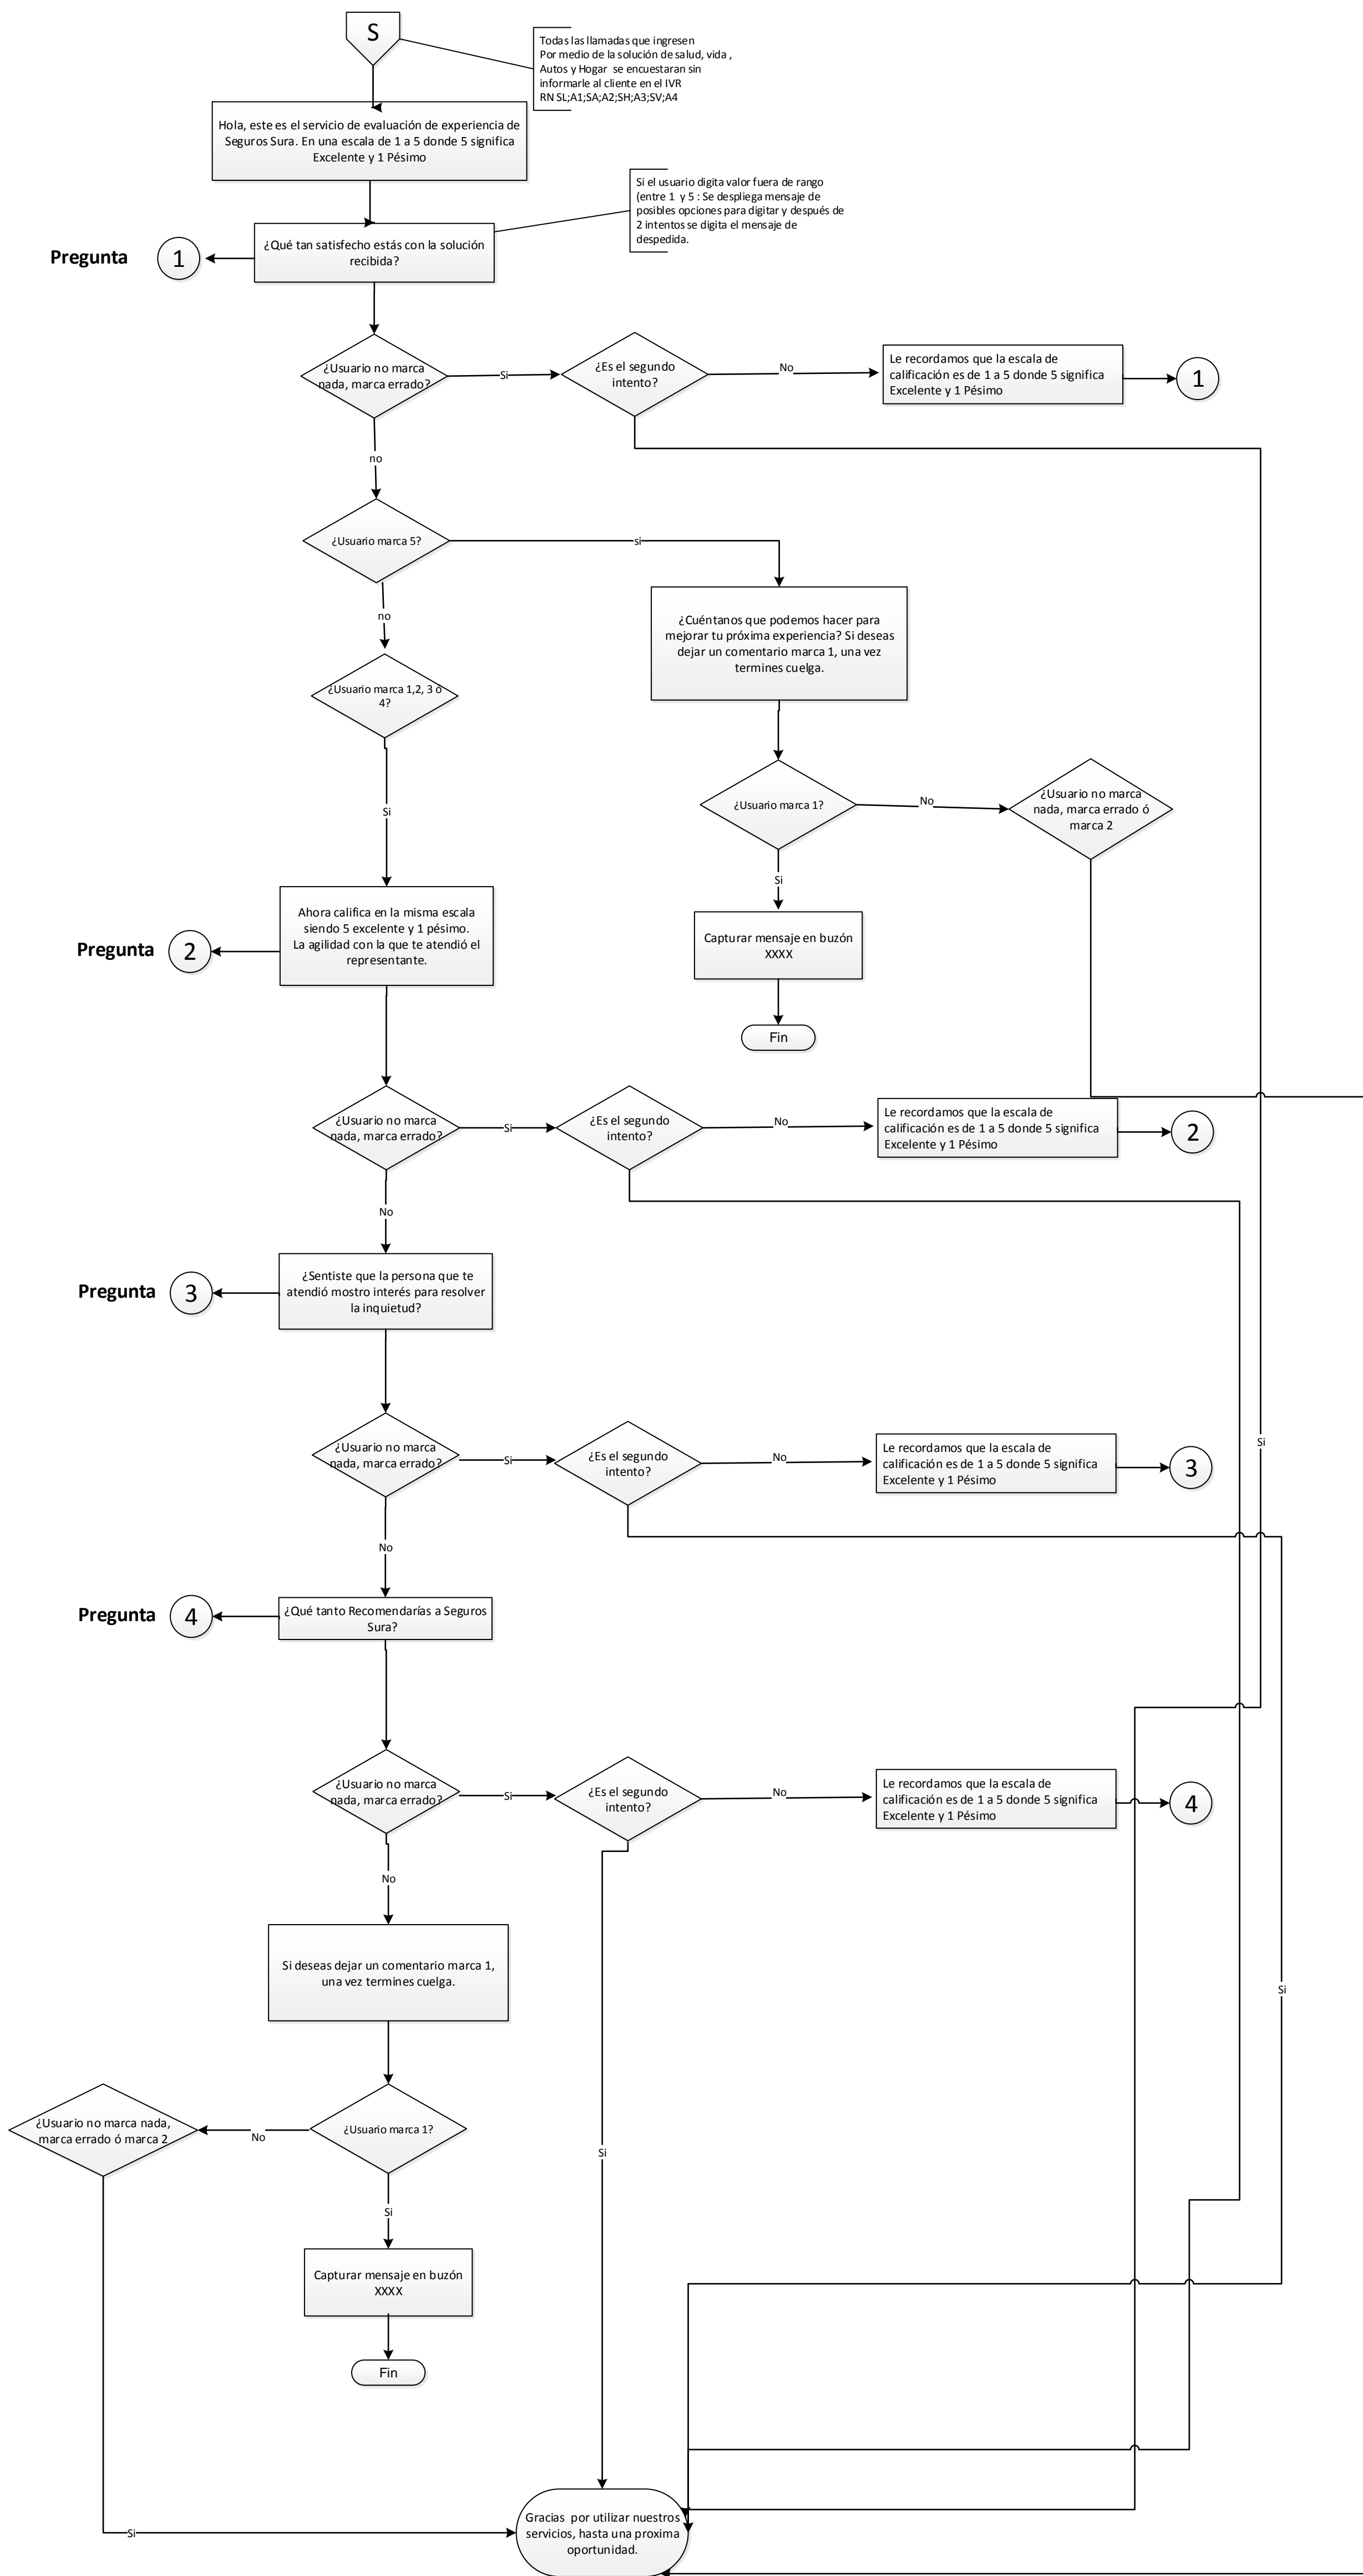 S
Todas las llamadas que ingresen
Por medio de la solución de salud, vida ,
Autos y Hogar se encuestaran sin
informarle al cliente en el IVR
RN SL;A1;SA;A2;SH;A3;SV;A4
Hola, este es el servicio de evaluación de experiencia de
Seguros Sura. En una escala de 1 a 5 donde 5 significa
Excelente y 1 Pésimo
Si el usuario digita valor fuera de rango
(entre 1 y 5 : Se despliega mensaje de
posibles opciones para digitar y después de
2 intentos se digita el mensaje de
despedida.
Pregunta
1
¿Qué tan satisfecho estás con la solución
recibida?
¿Usuario no marca
nada, marca errado?
Si
¿Es el segundo
intento?
No
Le recordamos que la escala de
calificación es de 1 a 5 donde 5 significa
Excelente y 1 Pésimo
1
no
¿Usuario marca 5?
si
no
¿Cuéntanos que podemos hacer para
mejorar tu próxima experiencia? Si deseas
dejar un comentario marca 1, una vez
termines cuelga.
¿Usuario marca 1,2, 3 ó
4?
Si
¿Usuario marca 1?
No
¿Usuario no marca
nada, marca errado ó
marca 2
Si
Capturar mensaje en buzón
XXXX
Fin
Pregunta
2
Ahora califica en la misma escala
siendo 5 excelente y 1 pésimo.
La agilidad con la que te atendió el
representante.
¿Usuario no marca
nada, marca errado?
Si
¿Es el segundo
intento?
No
Le recordamos que la escala de
calificación es de 1 a 5 donde 5 significa
Excelente y 1 Pésimo
2
No
Pregunta
3
¿Sentiste que la persona que te
atendió mostro interés para resolver
la inquietud?
¿Usuario no marca
nada, marca errado?
Si
¿Es el segundo
intento?
No
Le recordamos que la escala de
calificación es de 1 a 5 donde 5 significa
Excelente y 1 Pésimo
3
Si
No
Pregunta
4
¿Qué tanto Recomendarías a Seguros
Sura?
¿Usuario no marca
nada, marca errado?
Si
¿Es el segundo
intento?
No
Le recordamos que la escala de
calificación es de 1 a 5 donde 5 significa
Excelente y 1 Pésimo
4
No
Si deseas dejar un comentario marca 1,
una vez termines cuelga.
Si
¿Usuario no marca nada,
marca errado ó marca 2
No
¿Usuario marca 1?
Si
Si
Capturar mensaje en buzón
XXXX
Fin
Si
Gracias por utilizar nuestros
servicios, hasta una proxima
oportunidad.